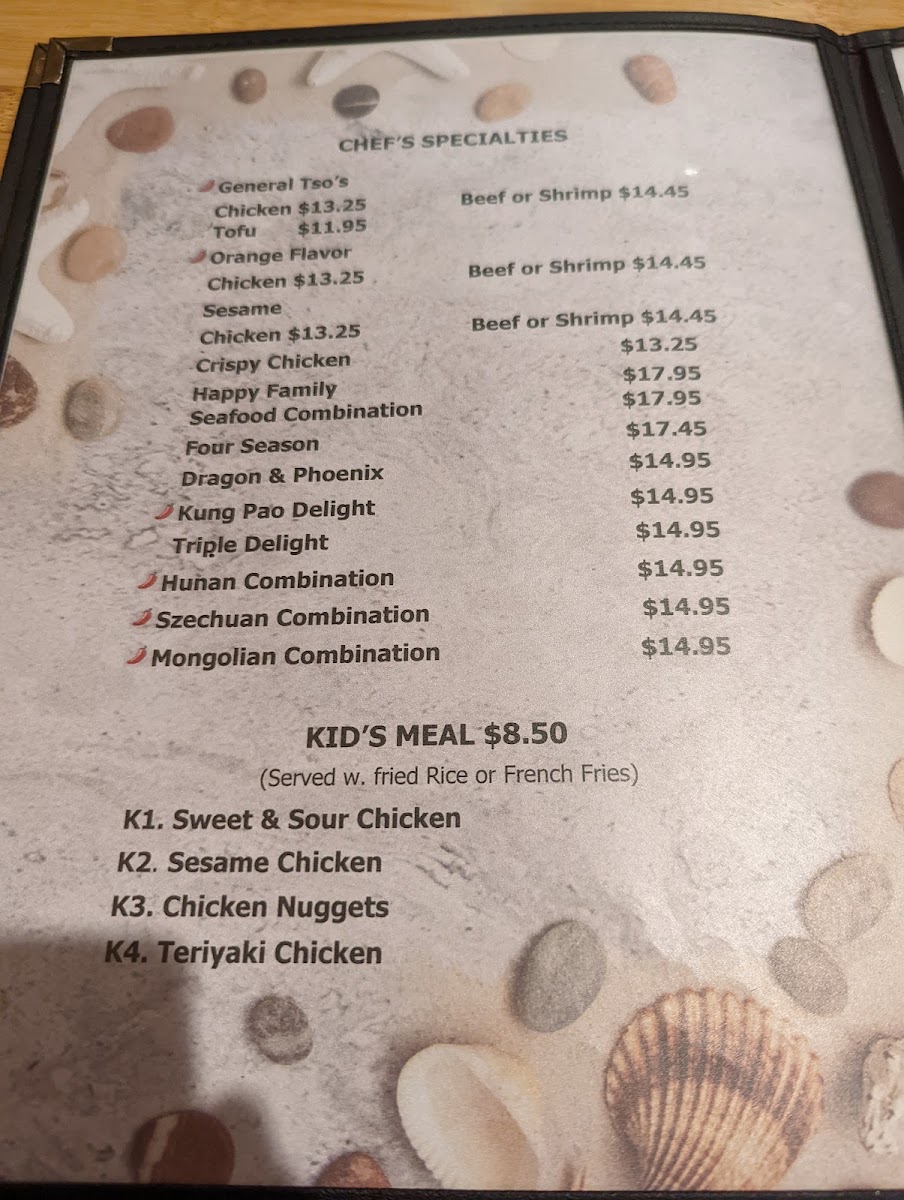 CHEF'S SPECIALTIES
General Tso's
Chicken $13.25 Beef or Shrimp $14.45
Tofu $11.95
Orange Flavor
Chicken $13.25 Beef or Shrimp $14.45
Sesame
Chicken $13.25 Beef or Shrimp $14.45
Crispy Chicken $13.25
Happy Family $17.95
Seafood Combination $17.95
Four Season $17.45
Dragon & Phoenix $14.95
Kung Pao Delight $14.95
Triple Delight $14.95
Hunan Combination $14.95
Szechuan Combination $14.95
Mongolian Combination $14.95
KID'S MEAL $8.50
(Served w. fried Rice or French Fries)
K1. Sweet & Sour Chicken
K2. Sesame Chicken
K3. Chicken Nuggets
K4. Teriyaki Chicken